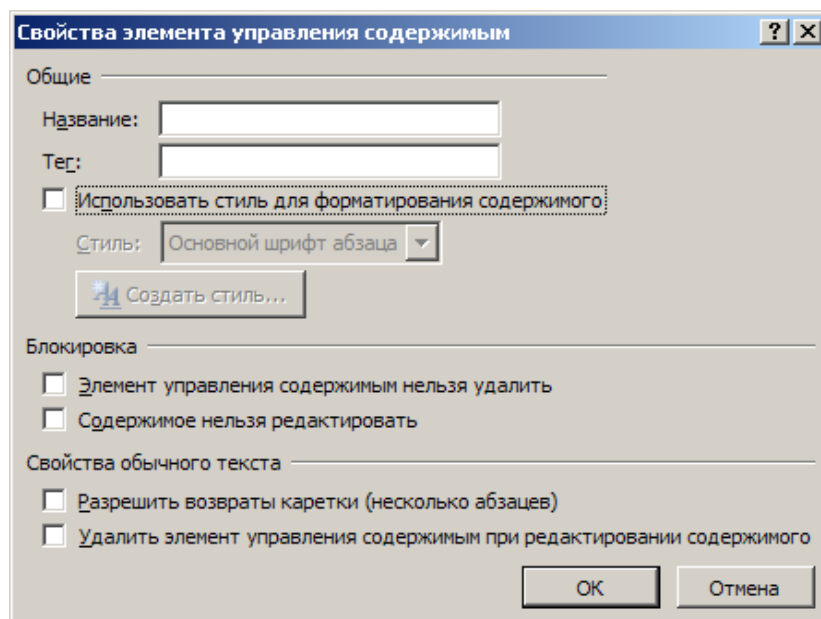 Свойства элемента управления содержимым
Общие
Название:
Тег:
Использовать стиль для форматирования содержимого
Стиль: Основной шрифт абзаца
Создать стиль...
Блокировка
Элемент управления содержимым нельзя удалить
Содержимое нельзя редактировать
Свойства обычного текста
Разрешить возвраты каретки (несколько абзацев)
Удалить элемент управления содержимым при редактировании содержимого
ОК Отмена